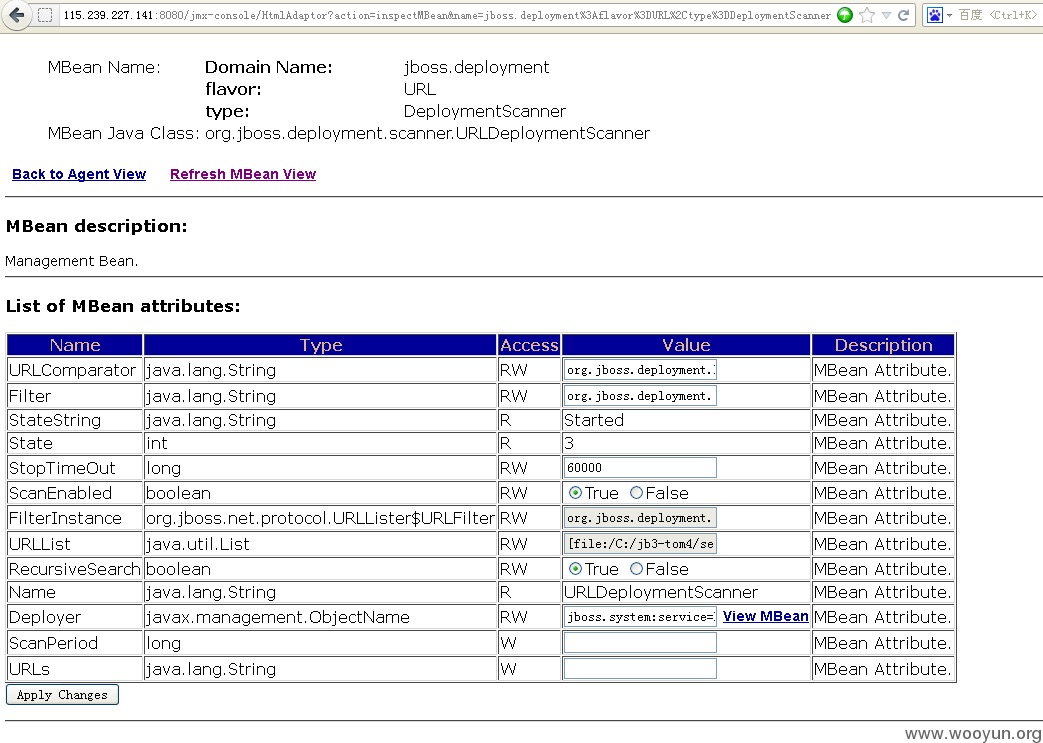 115.239.227.141:8080/jmx-console/HtmlAdaptor?action=inspectMBean&name=jboss.deployment%3Aflavor%3DURL%2Ctype%3DDeploymentScanner 百度 <Ctrl+K>
MBean Name: Domain Name: jboss.deployment
flavor: URL
type: DeploymentScanner
MBean Java Class: org.jboss.deployment.scanner.URLDeploymentScanner
Back to Agent View Refresh MBean View
MBean description:
Management Bean.
List of MBean attributes:
Name Type Access Value Description
URLComparator java.lang.String RW org.jboss.deployment. MBean Attribute.
Filter java.lang.String RW org.jboss.deployment. MBean Attribute.
StateString java.lang.String R Started MBean Attribute.
State int R 3 MBean Attribute.
StopTimeOut long RW 60000 MBean Attribute.
ScanEnabled boolean RW True False MBean Attribute.
FilterInstance org.jboss.net.protocol.URLLister$URLFilter RW org.jboss.deployment. MBean Attribute.
URLList java.util.List RW [file:/C:/jb3-tom4/se MBean Attribute.
RecursiveSearch boolean RW True False MBean Attribute.
Name java.lang.String R URLDeploymentScanner MBean Attribute.
Deployer javax.management.ObjectName RW jboss.system:service= View MBean MBean Attribute.
ScanPeriod long W MBean Attribute.
URLs java.lang.String W MBean Attribute.
Apply Changes
www.wooyun.org